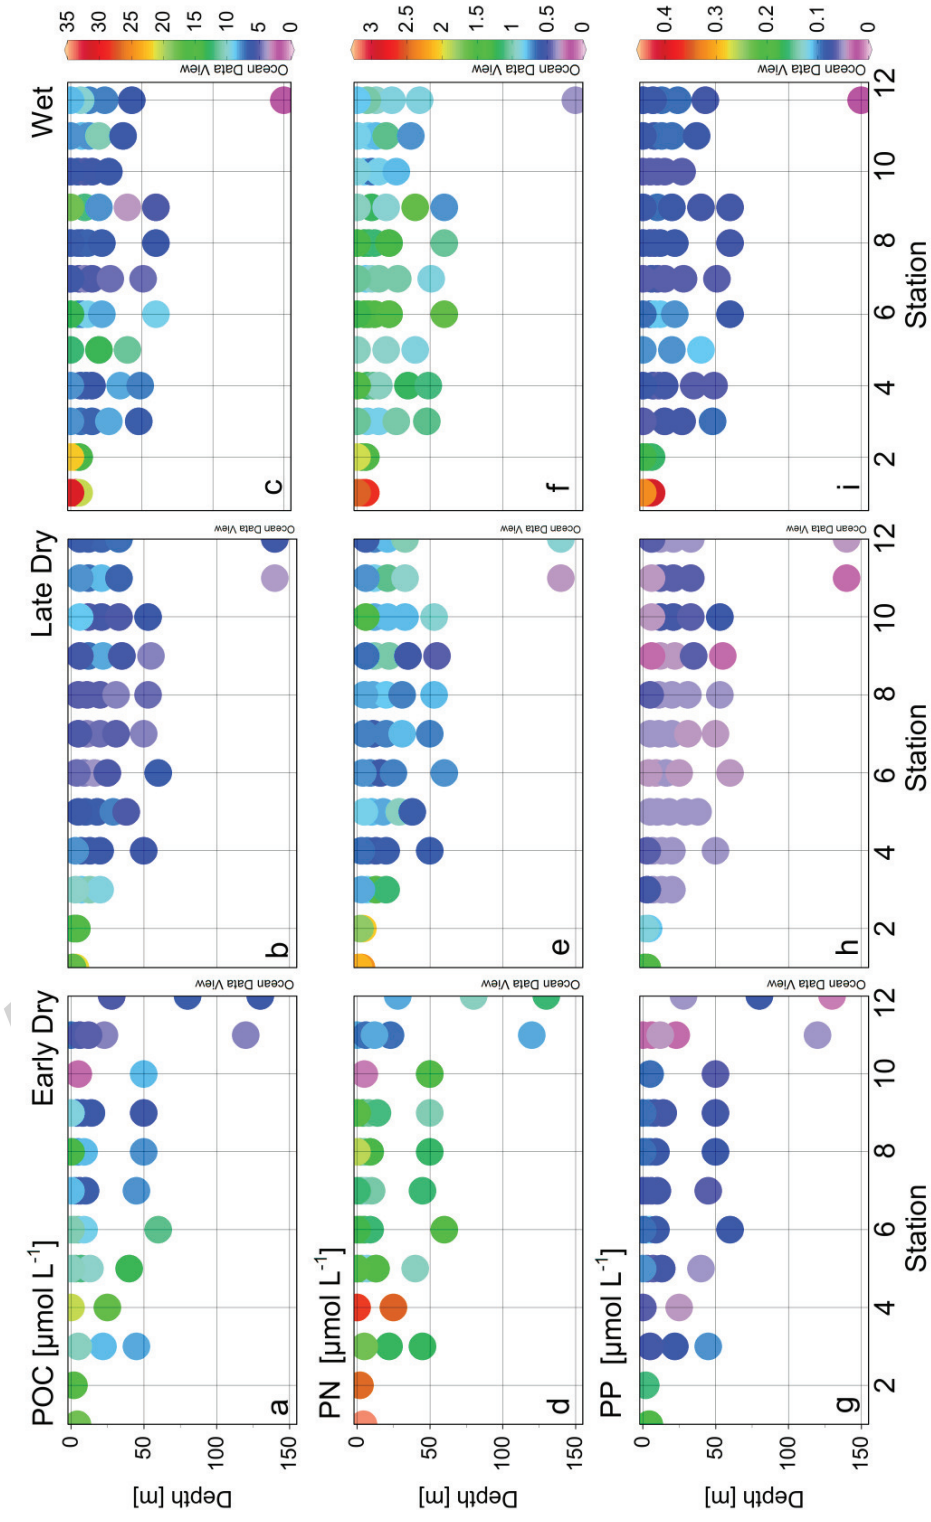 Early Dry
Late Dry
Wet
POC [µmol L⁻¹]
Depth [m]
0
50
100
150
a
Ocean Data View
b
Ocean Data View
c
Ocean Data View
35
30
25
20
15
10
5
0
PN [µmol L⁻¹]
Depth [m]
0
50
100
150
d
Ocean Data View
e
Ocean Data View
f
Ocean Data View
3
2.5
2
1.5
1
0.5
0
PP [µmol L⁻¹]
Depth [m]
0
50
100
150
g
Ocean Data View
h
Ocean Data View
i
Ocean Data View
0.4
0.3
0.2
0.1
0
2 4 6 8 10 12
Station
2 4 6 8 10 12
Station
2 4 6 8 10 12
Station